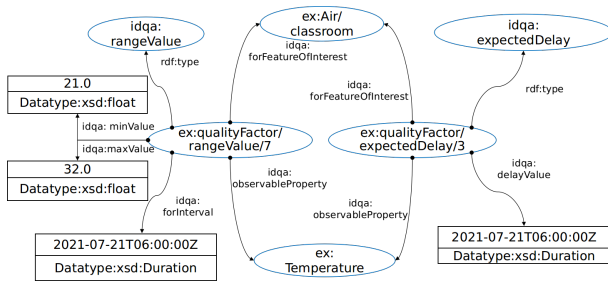 idqa:
rangeValue
ex:Air/
classroom
idqa:
expectedDelay
idqa:
forFeatureOfInterest
rdf:type
21.0
Datatype:xsd:float
idqa:
forFeatureOfInterest
rdf:type
idqa: minValue
idqa:maxValue
ex:qualityFactor/
rangeValue/7
ex:qualityFactor/
expectedDelay/3
32.0
Datatype:xsd:float
idqa:
forInterval
idqa:
observableProperty
idqa:
observableProperty
idqa:
delayValue
2021-07-21T06:00:00Z
Datatype:xsd:Duration
ex:
Temperature
2021-07-21T06:00:00Z
Datatype:xsd:Duration